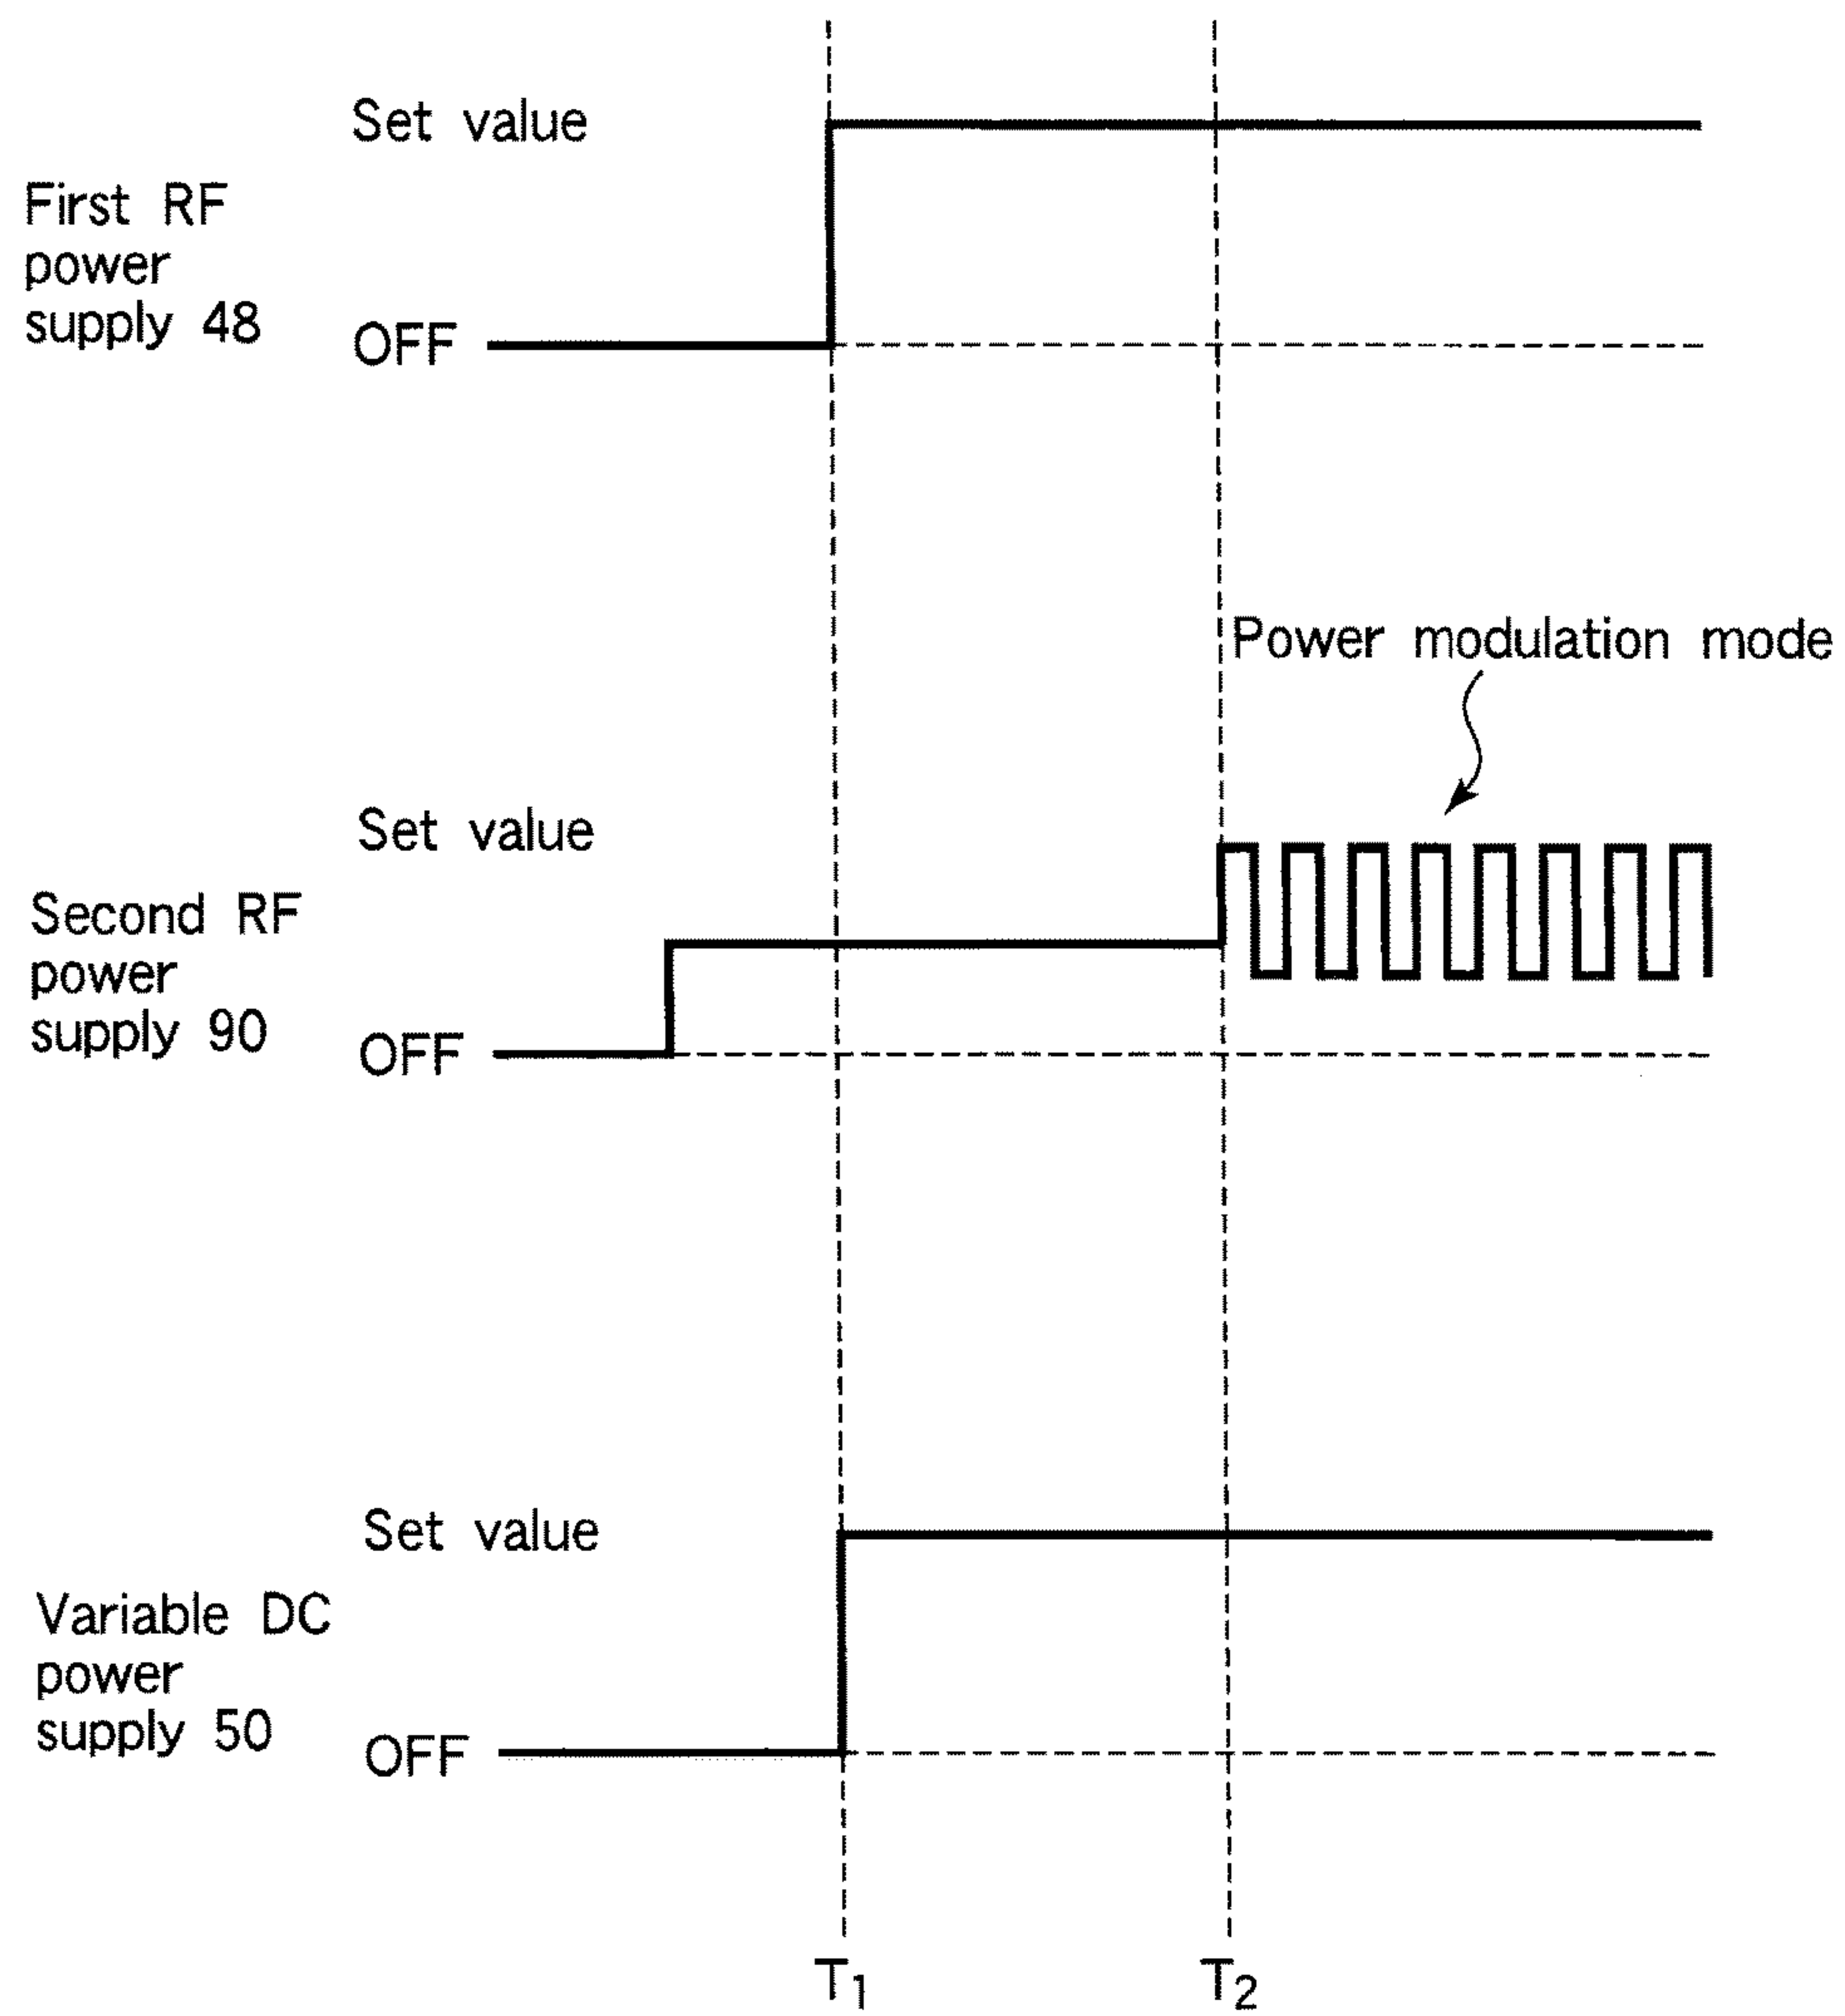 Set value
First RF
power
supply 48
OFF
Power modulation mode
Set value
Second RF
power
supply 90
OFF
Set value
Variable DC
power
supply 50
OFF
T1
T2